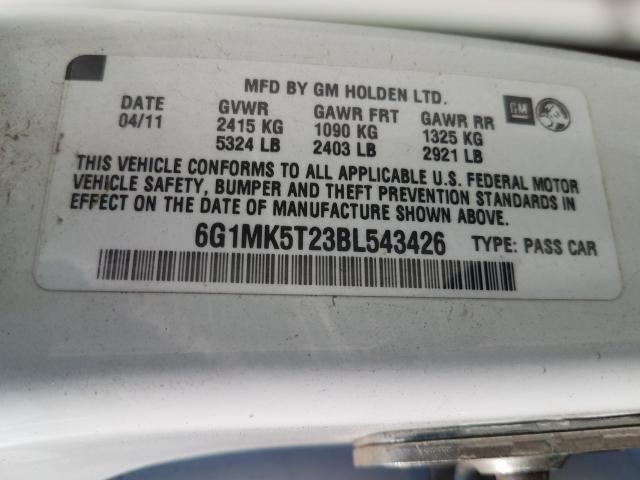 MFD BY GM HOLDEN LTD.
DATE GVWR GAWR FRT GAWR RR GM
04/11 2415 KG 1090 KG 1325 KG
5324 LB 2403 LB 2921 LB
THIS VEHICLE CONFORMS TO ALL APPLICABLE U.S. FEDERAL MOTOR
VEHICLE SAFETY, BUMPER AND THEFT PREVENTION STANDARDS IN
EFFECT ON THE DATE OF MANUFACTURE SHOWN ABOVE.
6G1MK5T23BL543426 TYPE: PASS CAR